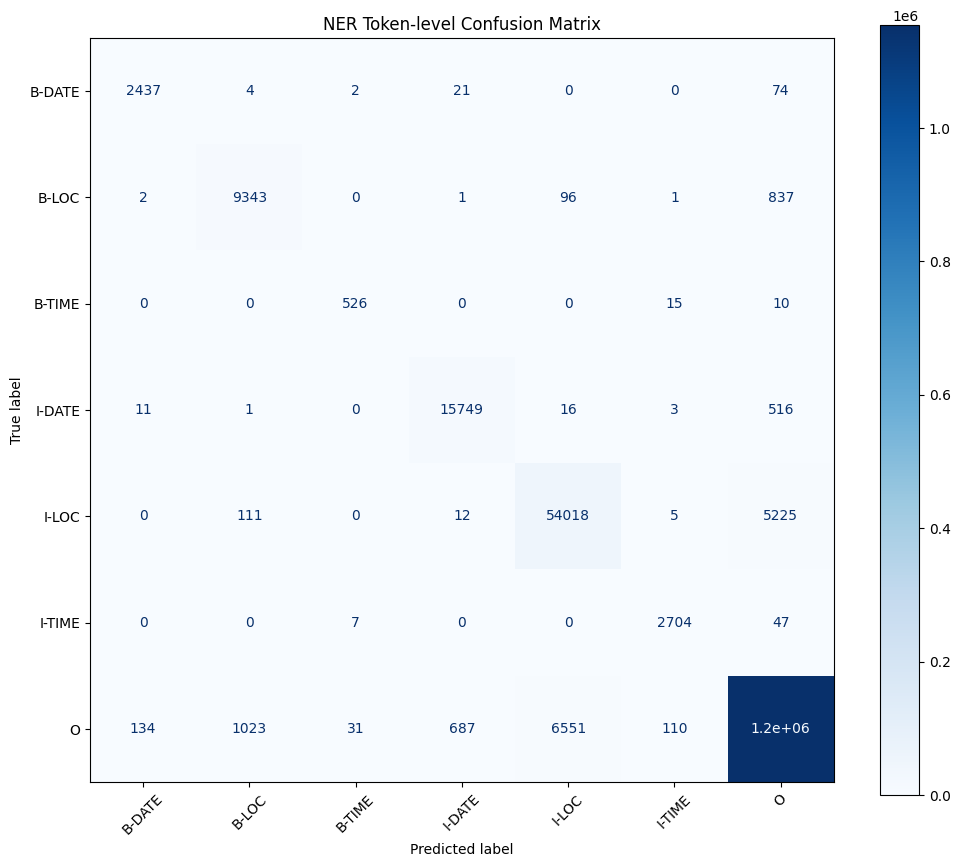 NER Token-level Confusion Matrix
1e6
B-DATE 2437 4 2 21 0 0 74
B-LOC 2 9343 0 1 96 1 837
B-TIME 0 0 526 0 0 15 10
I-DATE 11 1 0 15749 16 3 516
I-LOC 0 111 0 12 54018 5 5225
I-TIME 0 0 7 0 0 2704 47
O 134 1023 31 687 6551 110 1.2e+06
True label
B-DATE B-LOC B-TIME I-DATE I-LOC I-TIME O
Predicted label
1.0
0.8
0.6
0.4
0.2
0.0